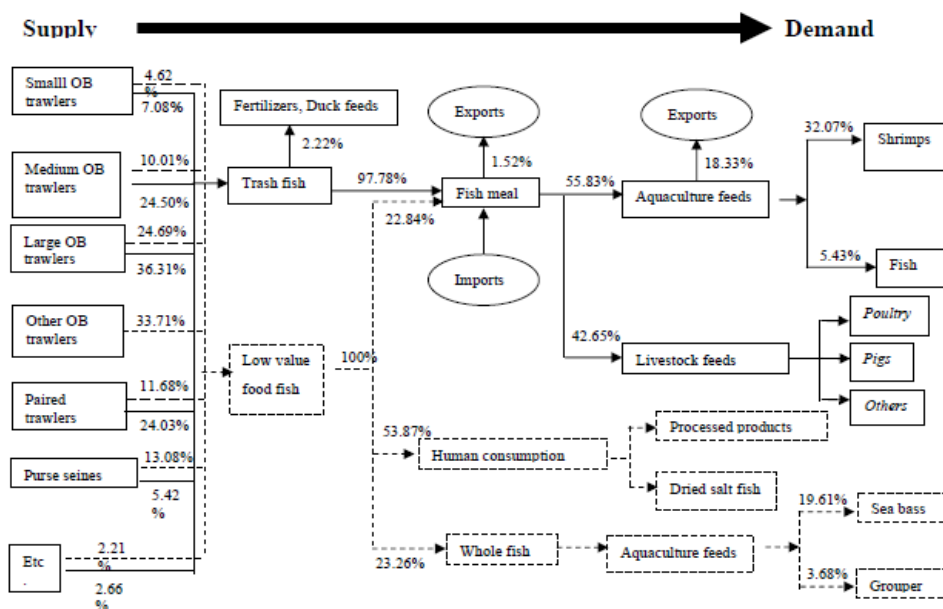 Supply
Demand
Smalll OB
trawlers
4.62
%
7.08%
Medium OB
trawlers
10.01%
24.50%
Large OB
trawlers
24.69%
36.31%
Other OB
trawlers
33.71%
Paired
trawlers
11.68%
24.03%
Purse seines
13.08%
5.42
%
Etc
.
2.21
%
2.66
%
Fertilizers, Duck feeds
2.22%
Trash fish
97.78%
Low value
food fish
100%
Exports
1.52%
Fish meal
22.84%
Imports
55.83%
Exports
18.33%
Aquaculture feeds
32.07%
Shrimps
5.43%
Fish
42.65%
Livestock feeds
Poultry
Pigs
Others
53.87%
Human consumption
Processed products
Dried salt fish
23.26%
Whole fish
Aquaculture feeds
19.61%
Sea bass
3.68%
Grouper